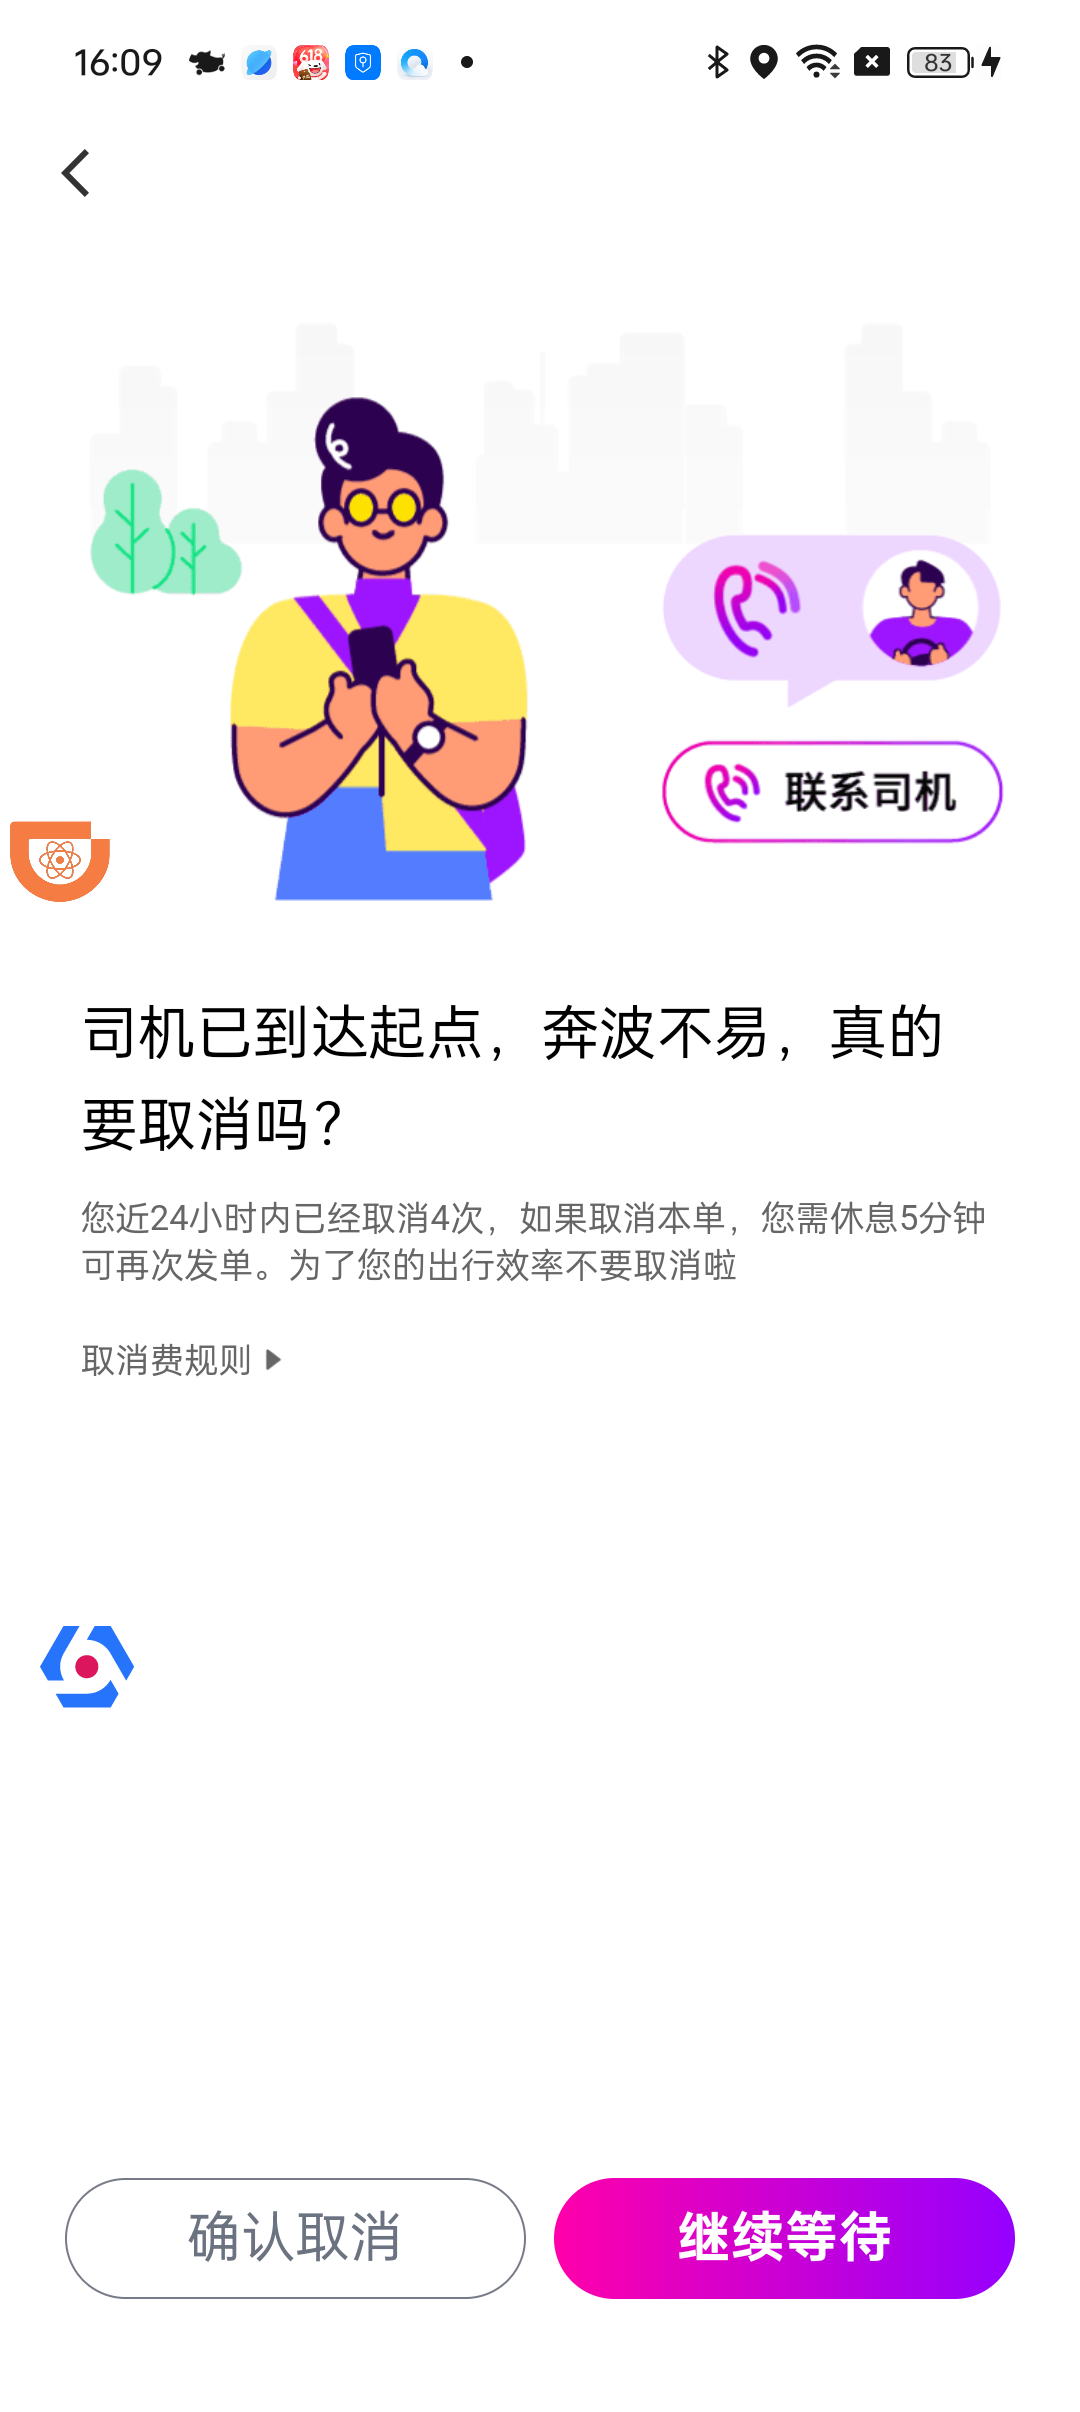 16:09
618
83
联系司机
司机已到达起点，奔波不易，真的
要取消吗？
您近24小时内已经取消4次，如果取消本单，您需休息5分钟
可再次发单。为了您的出行效率不要取消啦
取消费规则
确认取消
继续等待